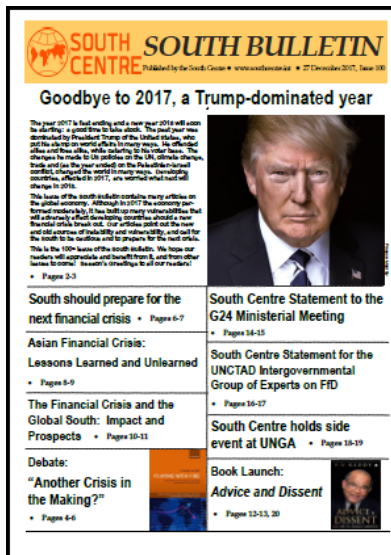 SOUTH
CENTRE
SOUTH BULLETIN
Published by the South Centre ● www.southcentre.int ● 27 December 2017, Issue 100
Goodbye to 2017, a Trump-dominated year
The year 2017 is fast ending and a new year 2018 will soon
be starting: a good time to take stock. The past year was
dominated by President Trump of the United states, who
put his stamp on world affairs in many ways. He offended
allies and foes alike, while catering to his voter base. The
changes he made to US policies on the UN, climate change,
trade and (as the year ended) on the Palestinian-Israeli
conflict, changed the world in many ways. Developing
countries, affected in 2017, are worried what next will
change in 2018.
This issue of the South Bulletin contains many articles on
the global economy. Although in 2017 the economy per-
formed moderately, it has built up many vulnerabilities that
will adversely affect developing countries should a new
financial crisis break out. Our articles point out the new
and old sources of instability and vulnerability, and call for
the South to be cautious and to prepare for the next crisis.
This is the 100th issue of the South Bulletin. We hope our
readers will appreciate and benefit from it, and from other
issues to come! Season's Greetings to all our readers!
• Pages 2-3
South should prepare for the
next financial crisis • Pages 6-7
Asian Financial Crisis:
Lessons Learned and Unlearned
• Pages 8-9
The Financial Crisis and the
Global South: Impact and
Prospects • Pages 10-11
Debate:
"Another Crisis in
the Making?"
• Pages 4-6
PLAYING WITH FIRE
South Centre Statement to the
G24 Ministerial Meeting
• Pages 14-15
South Centre Statement for the
UNCTAD Intergovernmental
Group of Experts on FfD
• Pages 16-17
South Centre holds side
event at UNGA • Pages 18-19
Book Launch:
Advice and Dissent
• Pages 12-13, 20
Y V REDDY
ADVICE &
DISSENT